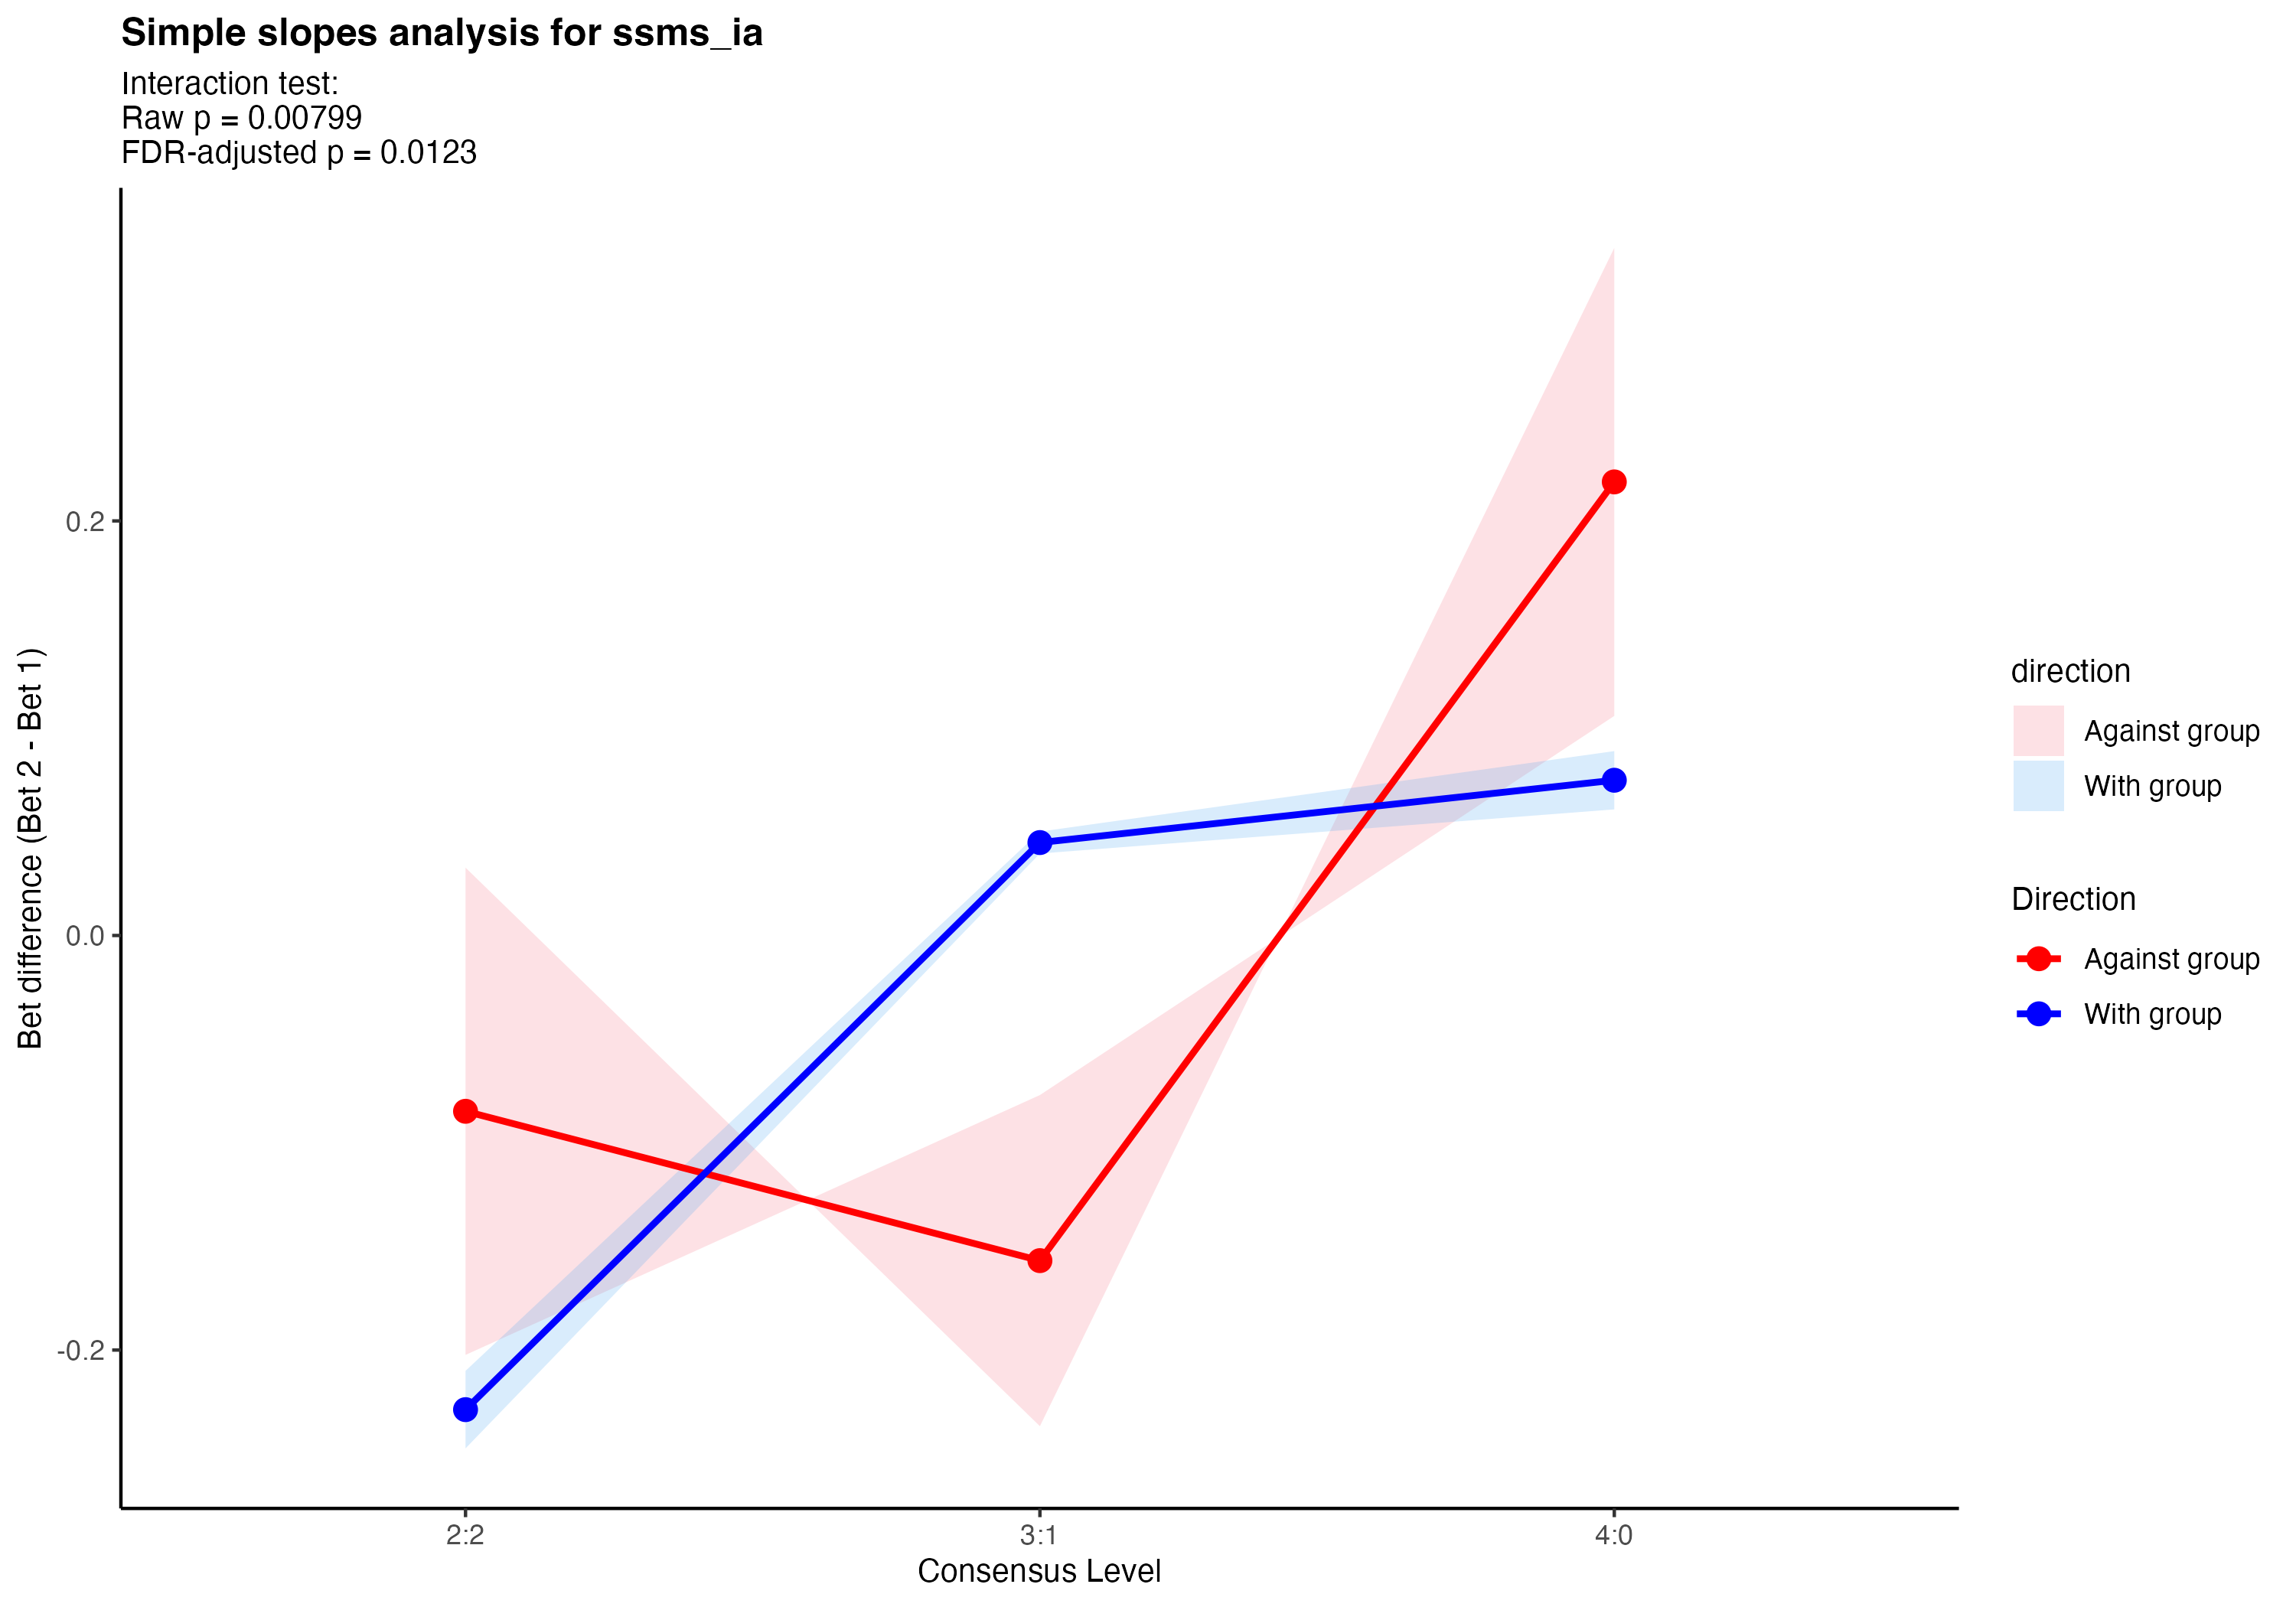 Simple slopes analysis for ssms_ia
Interaction test:
Raw p = 0.00799
FDR-adjusted p = 0.0123
Bet difference (Bet 2 - Bet 1)
0.2
0.0
-0.2
2:2
3:1
4:0
Consensus Level
direction
Against group
With group
Direction
Against group
With group